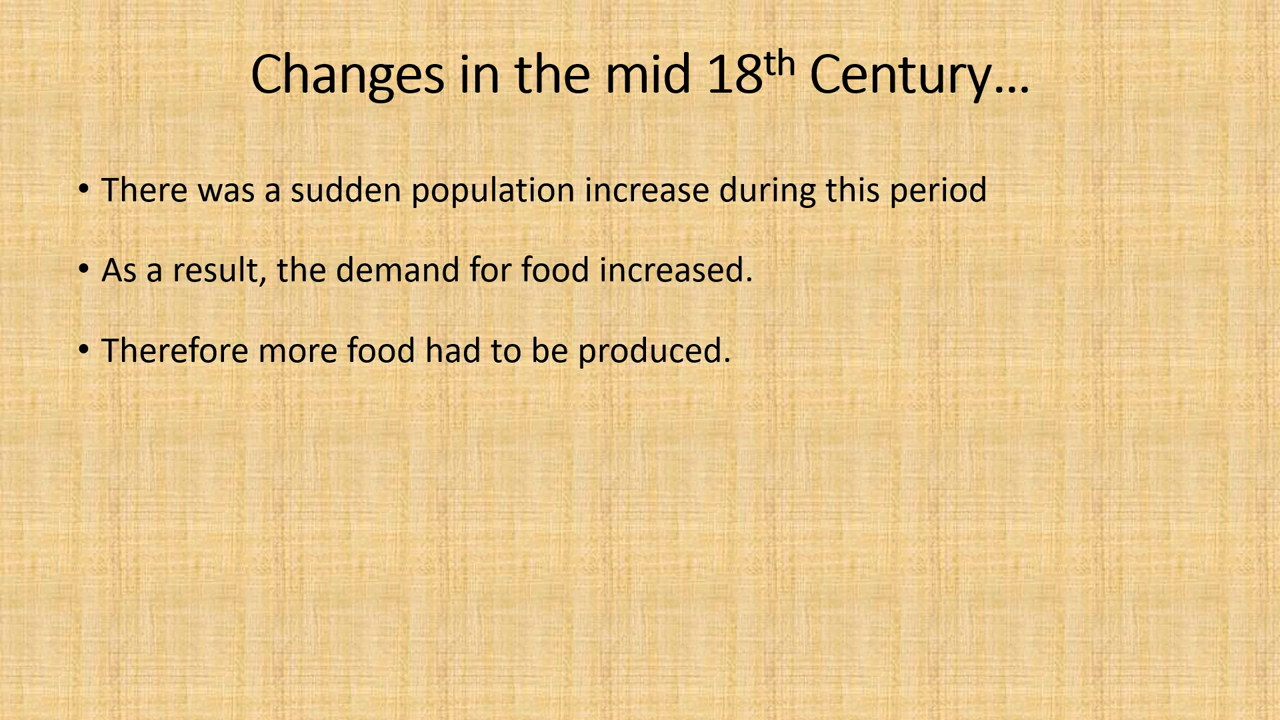 Changes in the mid 18th Century…
• There was a sudden population increase during this period
• As a result, the demand for food increased.
• Therefore more food had to be produced.